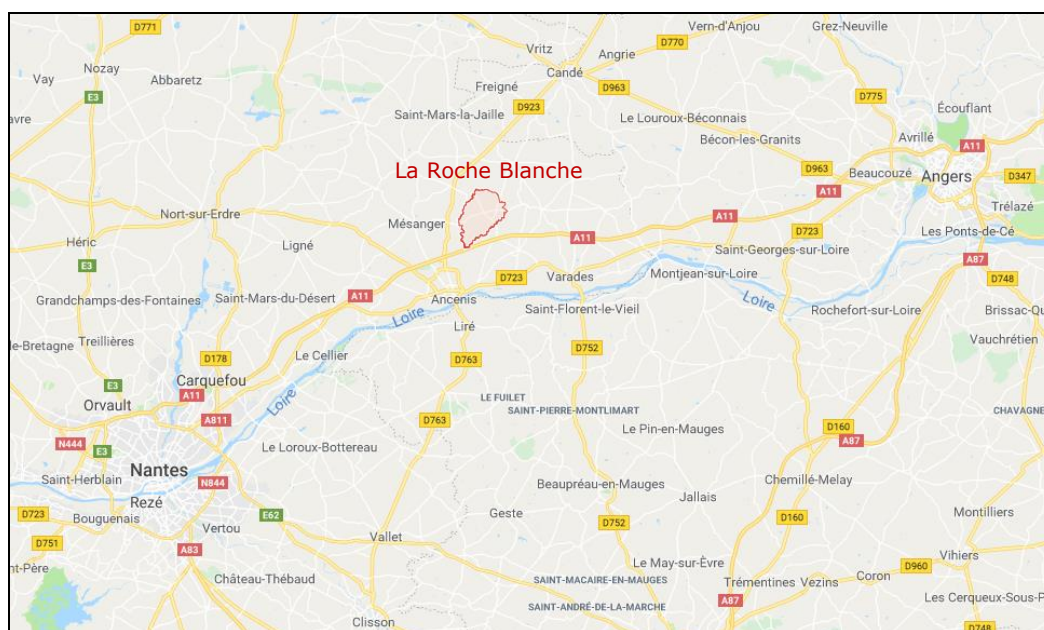 D771
Vern-d'Anjou
Grez-Neuville
D770
Vritz
Angrie
Nozay
Candé
Vay
Abbaretz
Freigné
D963
E3
D923
D775
Écouflant
Saint-Mars-la-Jaille
Le Louroux-Béconnais
Avrillé
Bécon-les-Granits
A11
La Roche Blanche
D963
Beaucouzé
Angers
D347
A11
Trélazé
Nort-sur-Erdre
Mésanger
A11
Les Ponts-de-Cé
Héric
Ligné
A11
D723
Saint-Georges-sur-Loire
A87
E3
D723
Varades
Montjean-sur-Loire
D748
Grandchamps-des-Fontaines
Saint-Mars-du-Désert
A11
Ancenis
Loire
Loire
Saint-Florent-le-Vieil
Rochefort-sur-Loire
Brissac-Qu
Treillières
Liré
de-Bretagne
Vauchrétien
D178
Le Cellier
D763
D752
Carquefou
E3
A11
LE FUILET
Orvault
Loire
SAINT-PIERRE-MONTLIMART
CHAVAGNE
A811
D763
Le Pin-en-Mauges
D160
N444
E3
Le Loroux-Bottereau
A87
Nantes
Saint-Herblain
N844
Chemillé-Melay
Beaupréau-en-Mauges
Rezé
Jallais
D723
E62
Geste
Montilliers
Bouguenais
D160
Vertou
D752
D751
A83
Vallet
Vihiers
Le May-sur-Èvre
D960
nt-Père
Coron
Château-Thébaud
SAINT-MACAIRE-EN-MAUGES
Trémentines
Vezins
A87
Les Cerqueux-Sous-P
SAINT-ANDRÉ-DE-LA-MARCHE
Clisson
D748